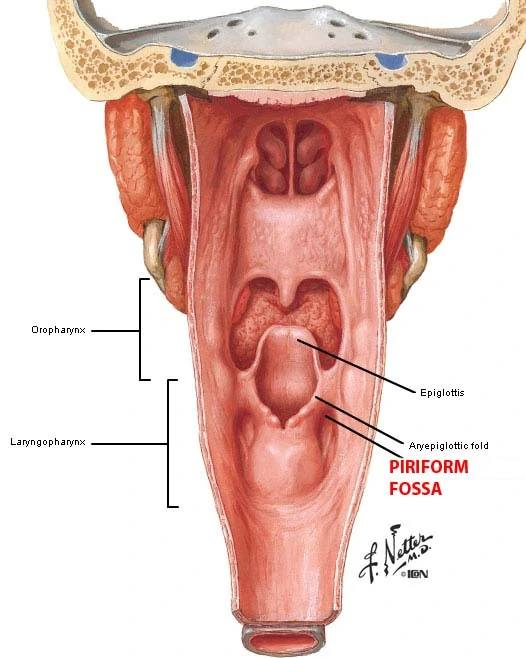 Oropharynx
Epiglottis
Laryngopharynx
Aryepiglottic fold
PIRIFORM
FOSSA
F. Netter
M.D.
© ICON